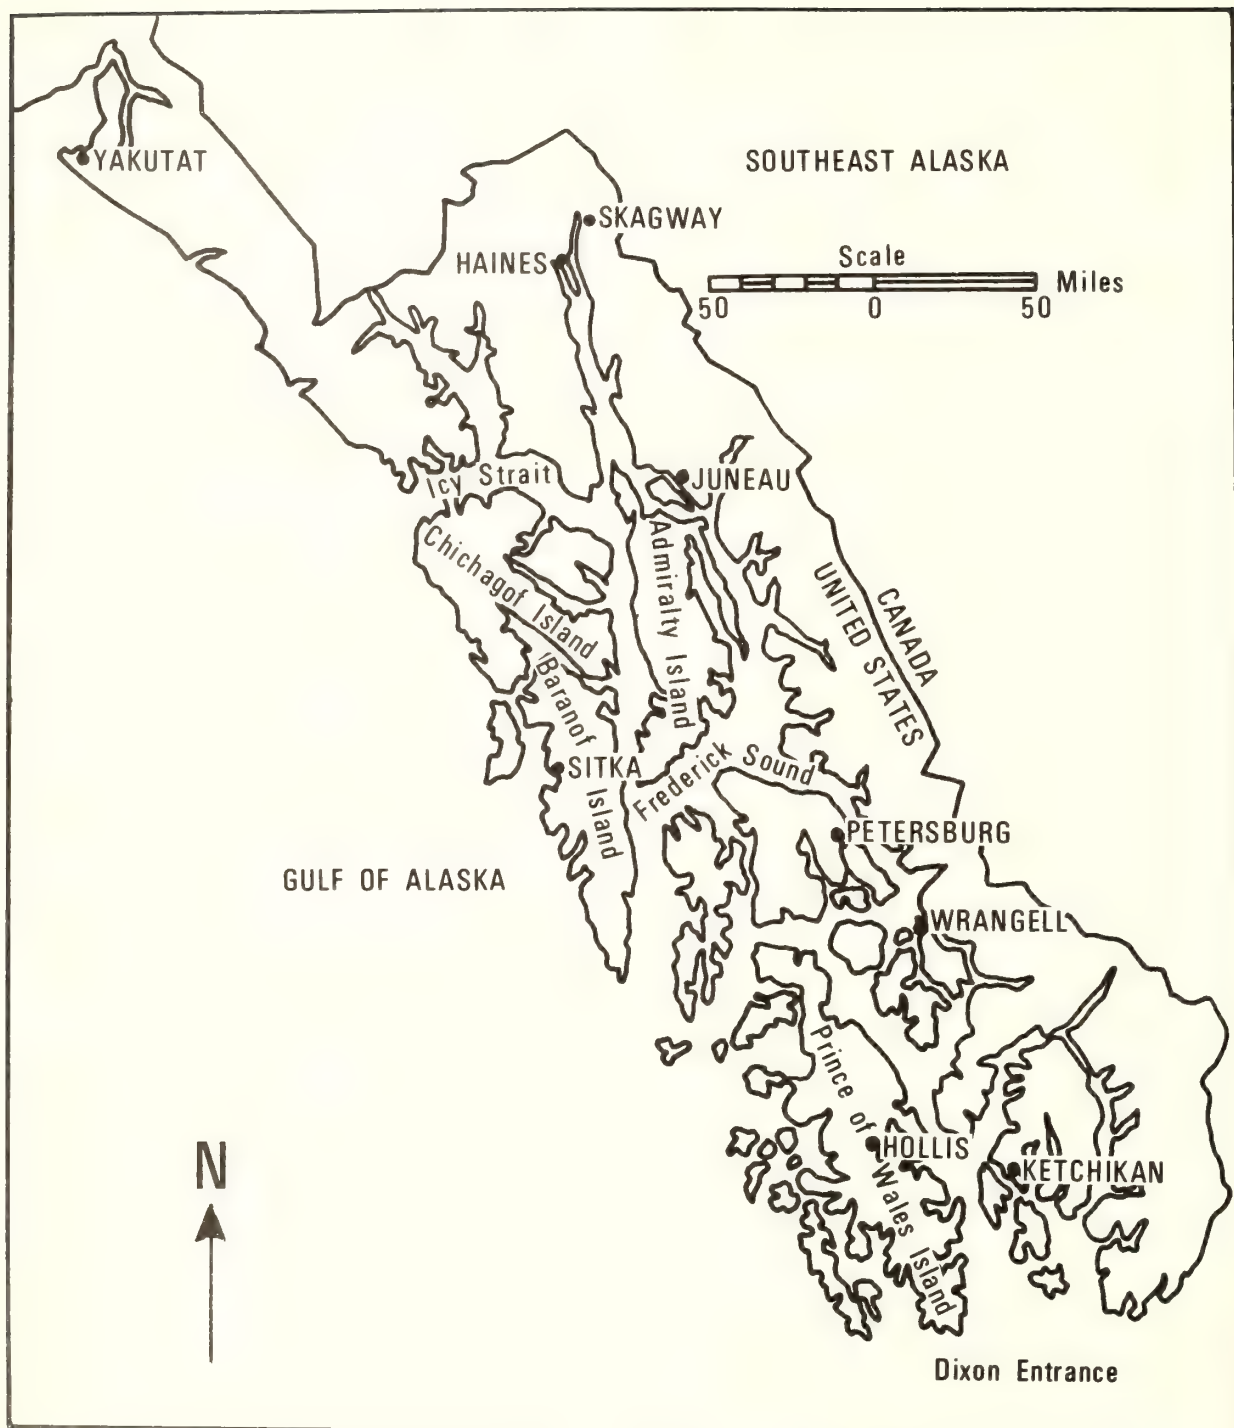 YAKUTAT
SOUTHEAST ALASKA
SKAGWAY
HAINES
Scale
Miles
50 0 50
Icy Strait
JUNEAU
Chichagof Island
Admiralty Island
CANADA
UNITED STATES
Baranof Island
SITKA
Frederick Sound
PETERSBURG
GULF OF ALASKA
WRANGELL
Prince of Wales Island
HOLLIS
KETCHIKAN
N
Dixon Entrance